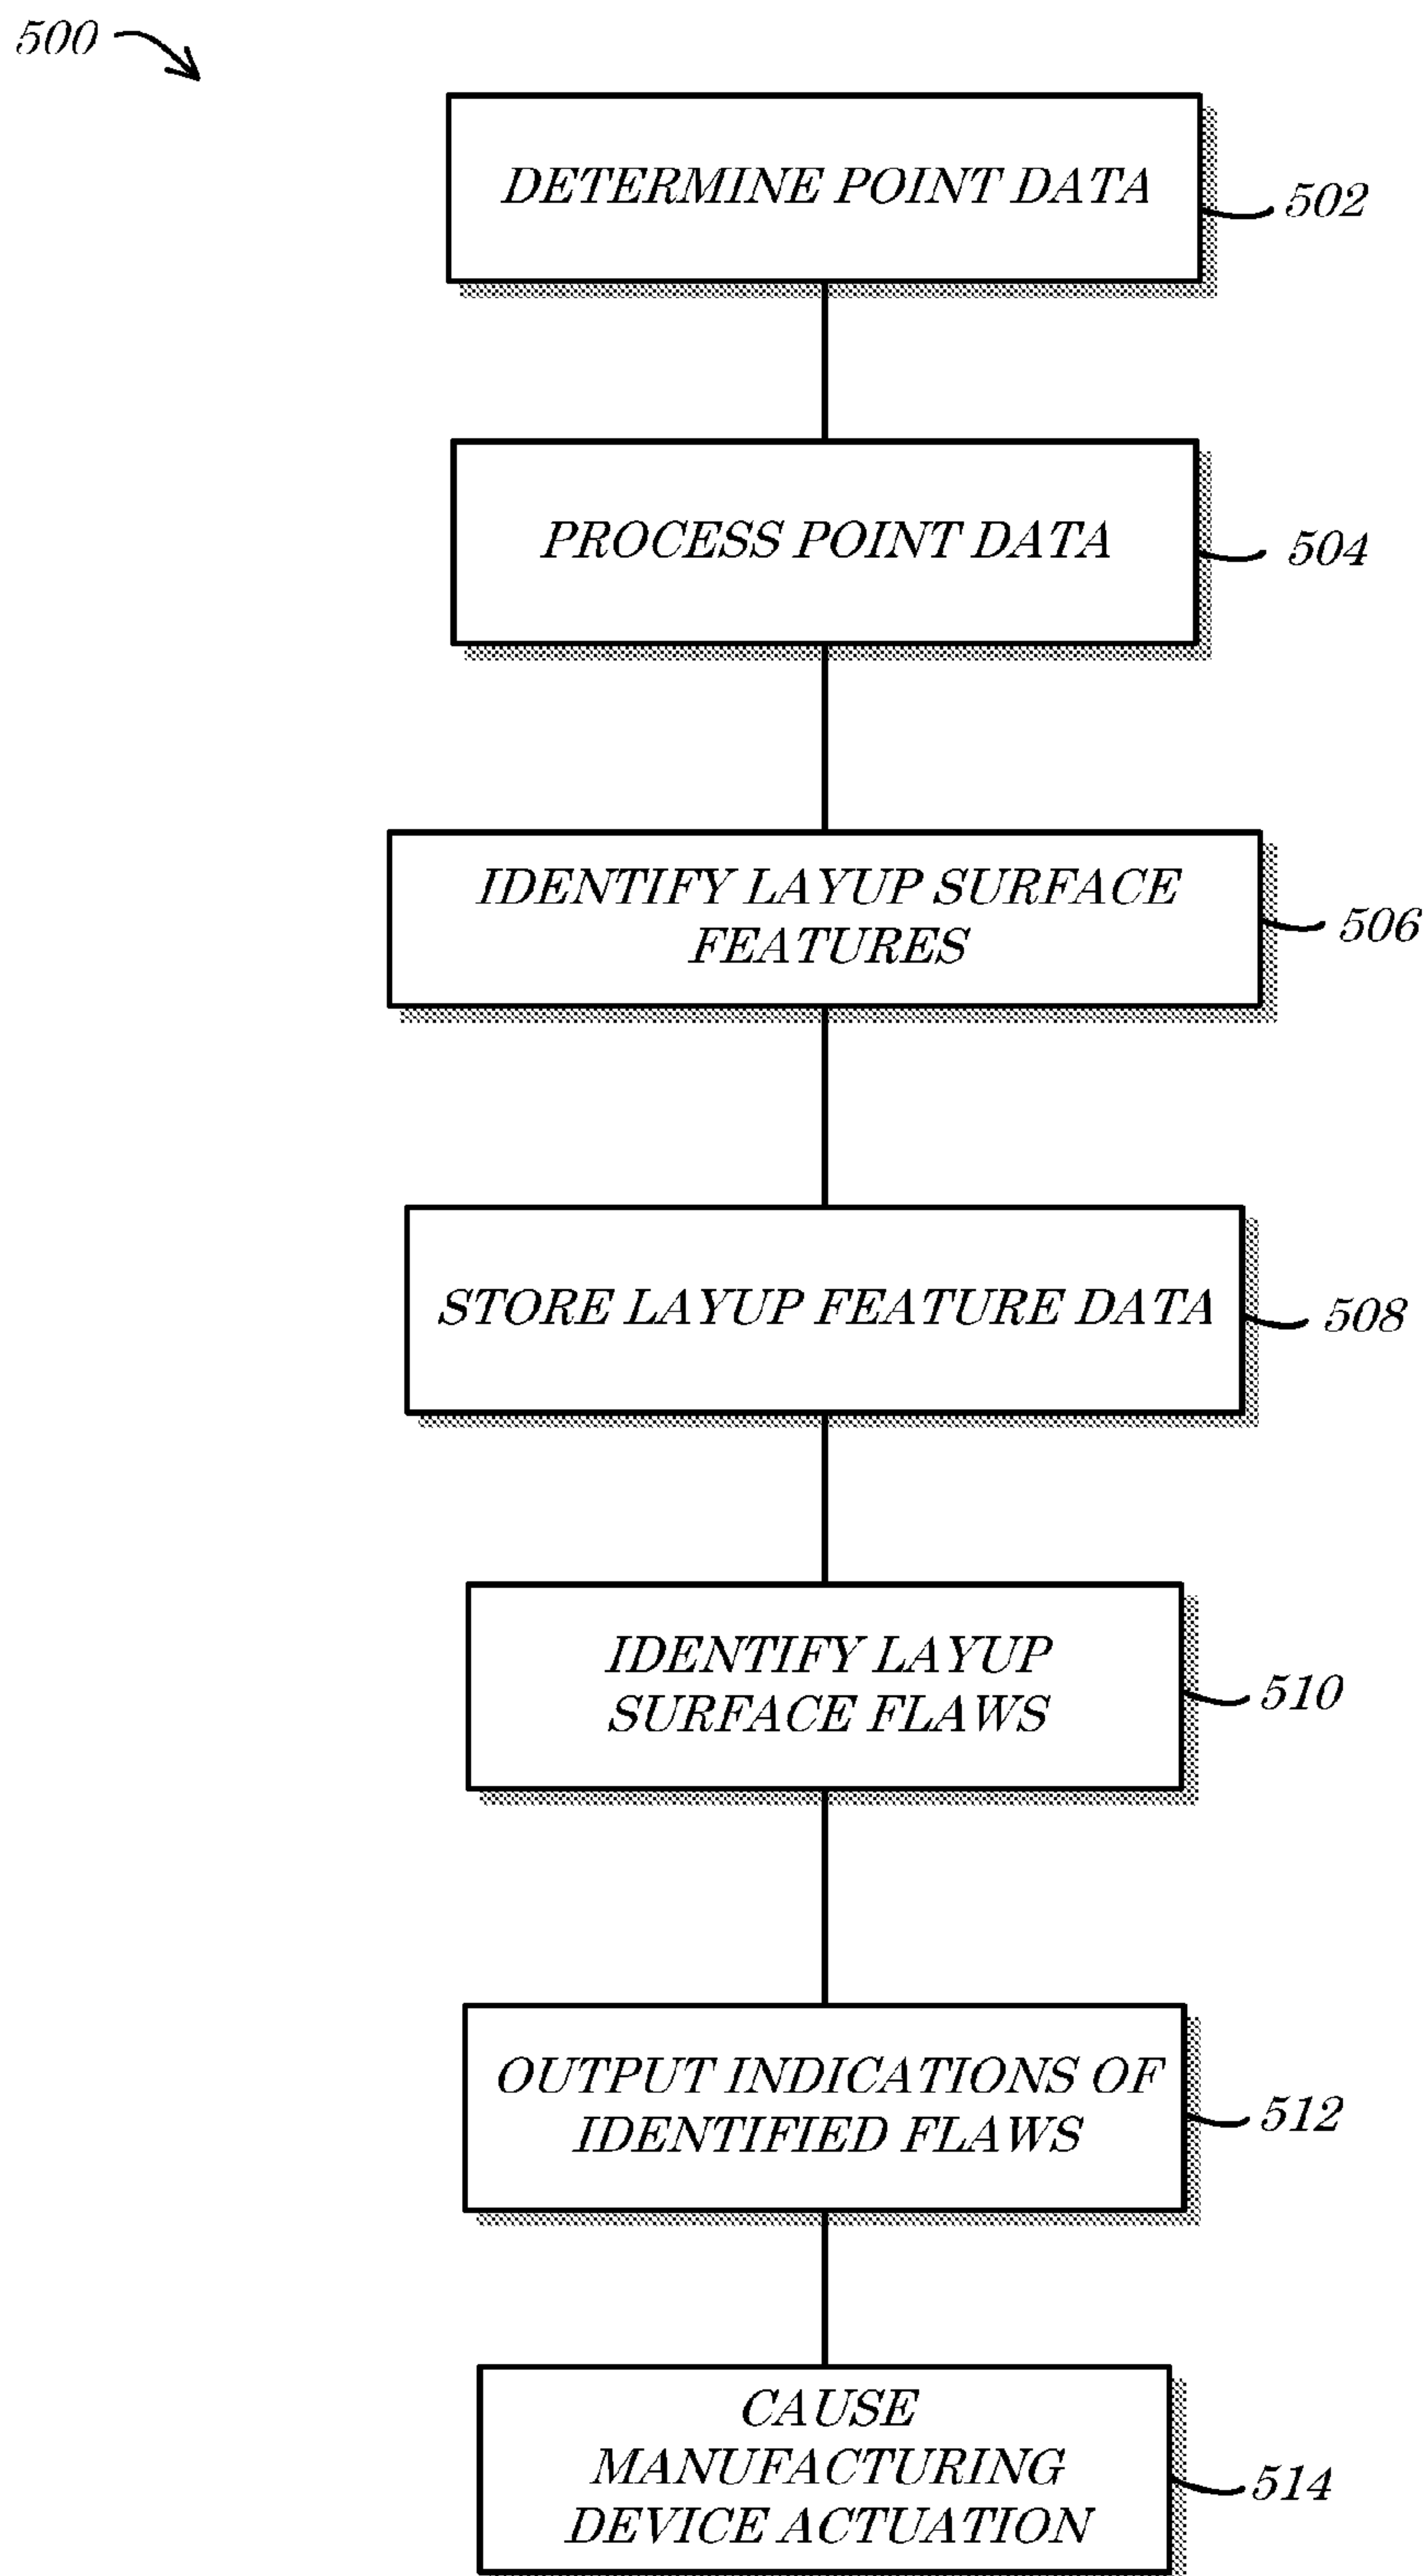 500
DETERMINE POINT DATA
502
PROCESS POINT DATA
504
IDENTIFY LAYUP SURFACE
FEATURES
506
STORE LAYUP FEATURE DATA
508
IDENTIFY LAYUP
SURFACE FLAWS
510
OUTPUT INDICATIONS OF
IDENTIFIED FLAWS
512
CAUSE
MANUFACTURING
DEVICE ACTUATION
514